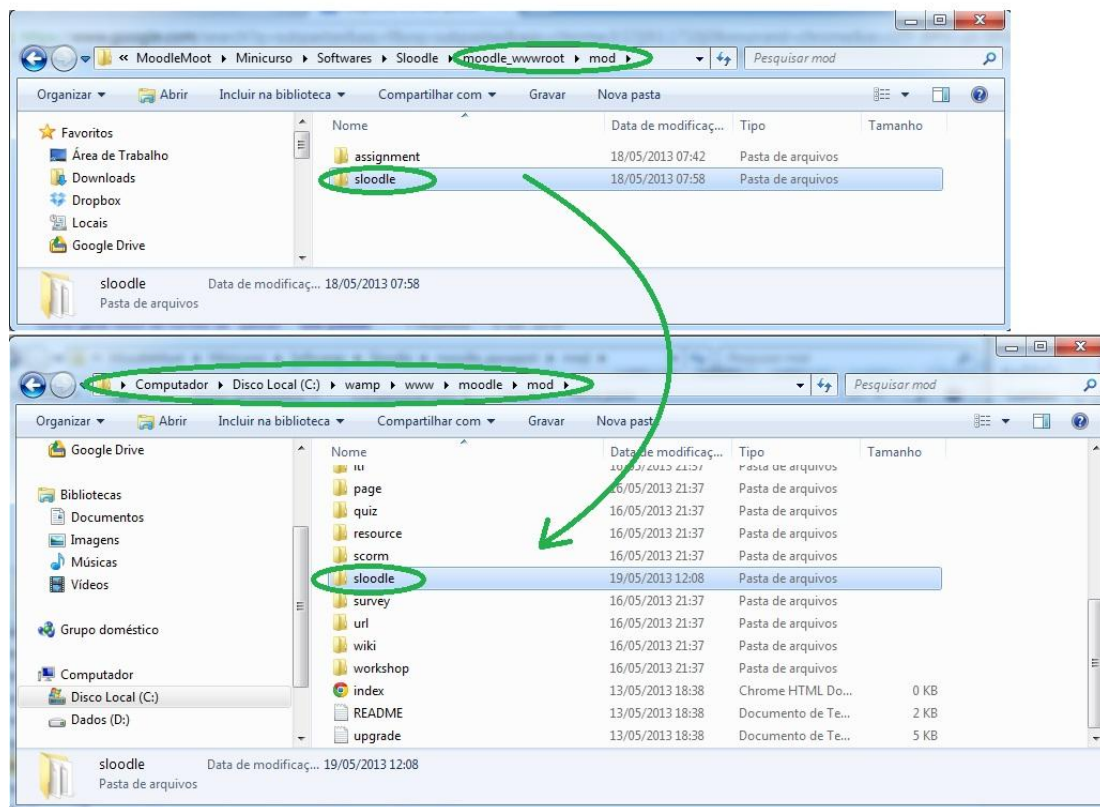 « MoodleMoot ▸ Minicurso ▸ Softwares ▸ Sloodle ▸ moodle_wwwroot ▸ mod ▸ Pesquisar mod
Organizar Abrir Incluir na biblioteca Compartilhar com Gravar Nova pasta
Favoritos
Área de Trabalho
Downloads
Dropbox
Locais
Google Drive
Nome Data de modificaç... Tipo Tamanho
assignment 18/05/2013 07:42 Pasta de arquivos
sloodle 18/05/2013 07:58 Pasta de arquivos
sloodle Data de modificaç... 18/05/2013 07:58
Pasta de arquivos
▸ Computador ▸ Disco Local (C:) ▸ wamp ▸ www ▸ moodle ▸ mod ▸ Pesquisar mod
Organizar Abrir Incluir na biblioteca Compartilhar com Gravar Nova pasta
Google Drive
Bibliotecas
Documentos
Imagens
Músicas
Vídeos
Grupo doméstico
Computador
Disco Local (C:)
Dados (D:)
Nome Data de modificaç... Tipo Tamanho
page 16/05/2013 21:37 Pasta de arquivos
quiz 16/05/2013 21:37 Pasta de arquivos
resource 16/05/2013 21:37 Pasta de arquivos
scorm 16/05/2013 21:37 Pasta de arquivos
sloodle 19/05/2013 12:08 Pasta de arquivos
survey 16/05/2013 21:37 Pasta de arquivos
url 16/05/2013 21:37 Pasta de arquivos
wiki 16/05/2013 21:37 Pasta de arquivos
workshop 16/05/2013 21:37 Pasta de arquivos
index 13/05/2013 18:38 Chrome HTML Do... 0 KB
README 13/05/2013 18:38 Documento de Te... 2 KB
upgrade 13/05/2013 18:38 Documento de Te... 5 KB
sloodle Data de modificaç... 19/05/2013 12:08
Pasta de arquivos